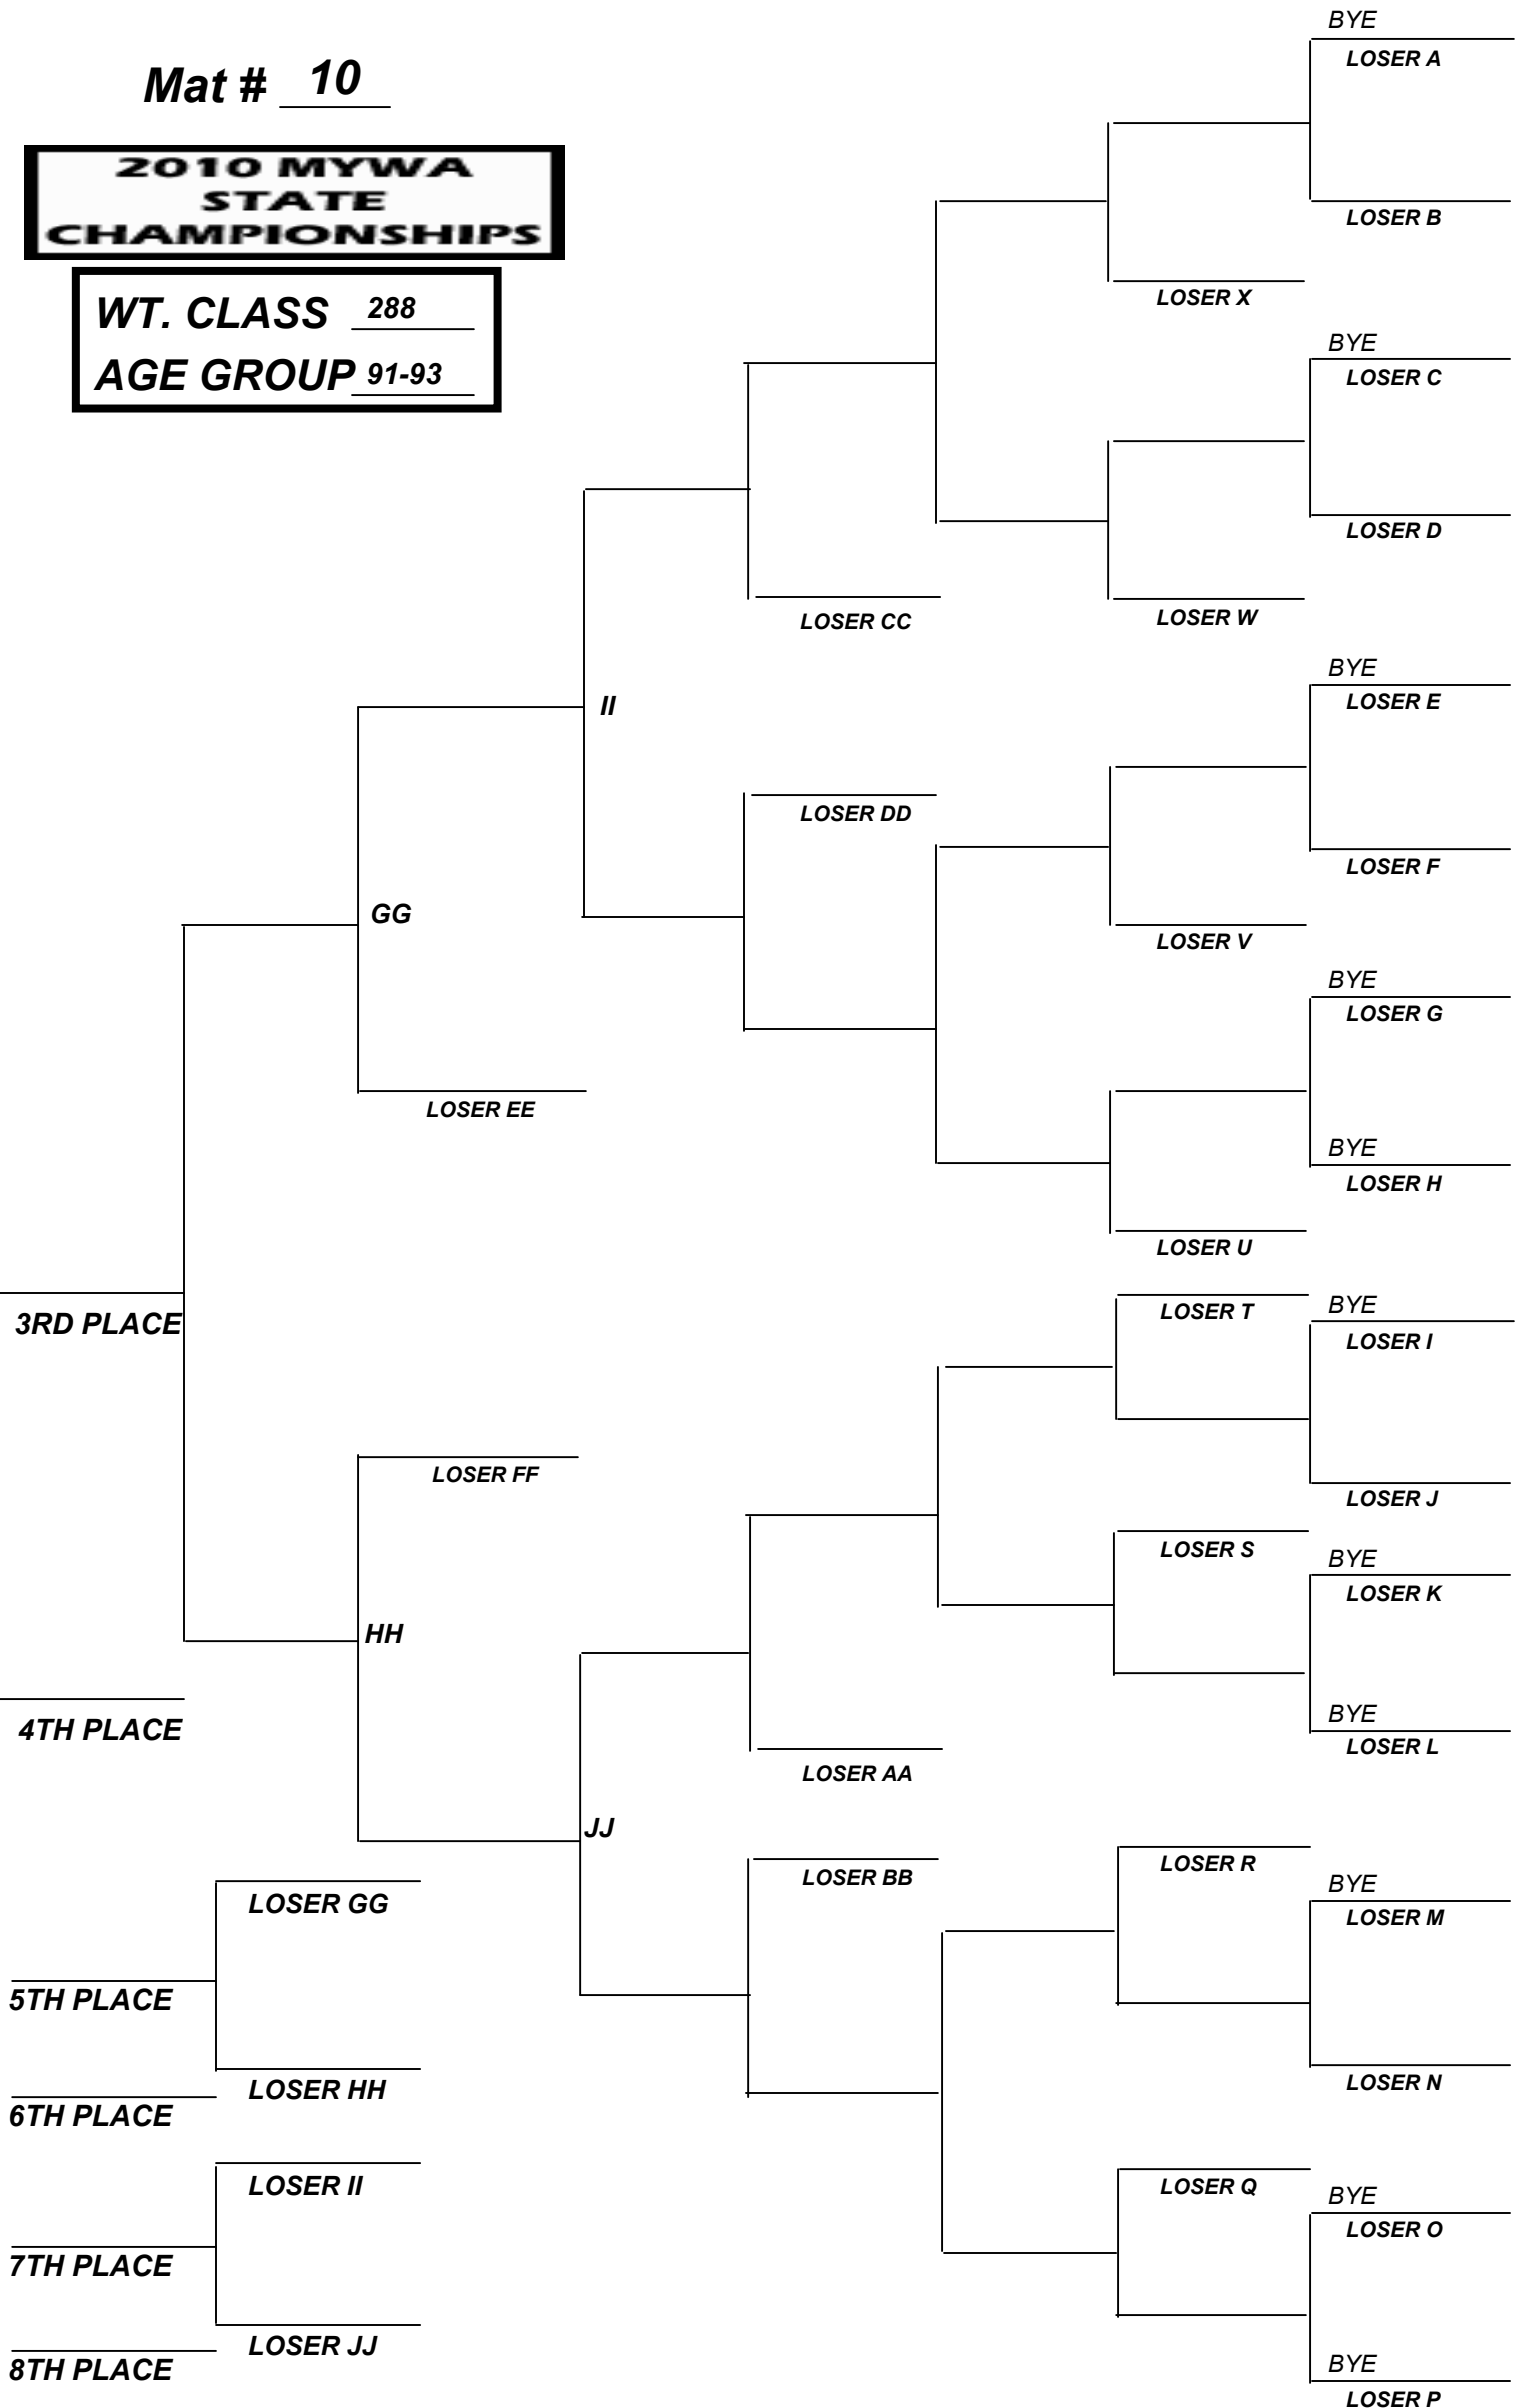 Mat # 10
2010 MYWA
STATE
CHAMPIONSHIPS
WT. CLASS 288
AGE GROUP 91-93
BYE
LOSER A
LOSER B
LOSER X
BYE
LOSER C
LOSER D
LOSER CC
LOSER W
BYE
LOSER E
II
LOSER DD
LOSER F
GG
LOSER V
BYE
LOSER G
LOSER EE
BYE
LOSER H
LOSER U
3RD PLACE
LOSER T
BYE
LOSER I
LOSER FF
LOSER J
LOSER S
BYE
LOSER K
HH
4TH PLACE
BYE
LOSER L
LOSER AA
JJ
LOSER BB
LOSER R
BYE
LOSER M
LOSER GG
5TH PLACE
LOSER HH
LOSER N
6TH PLACE
LOSER II
LOSER Q
BYE
LOSER O
7TH PLACE
LOSER JJ
8TH PLACE
BYE
LOSER P